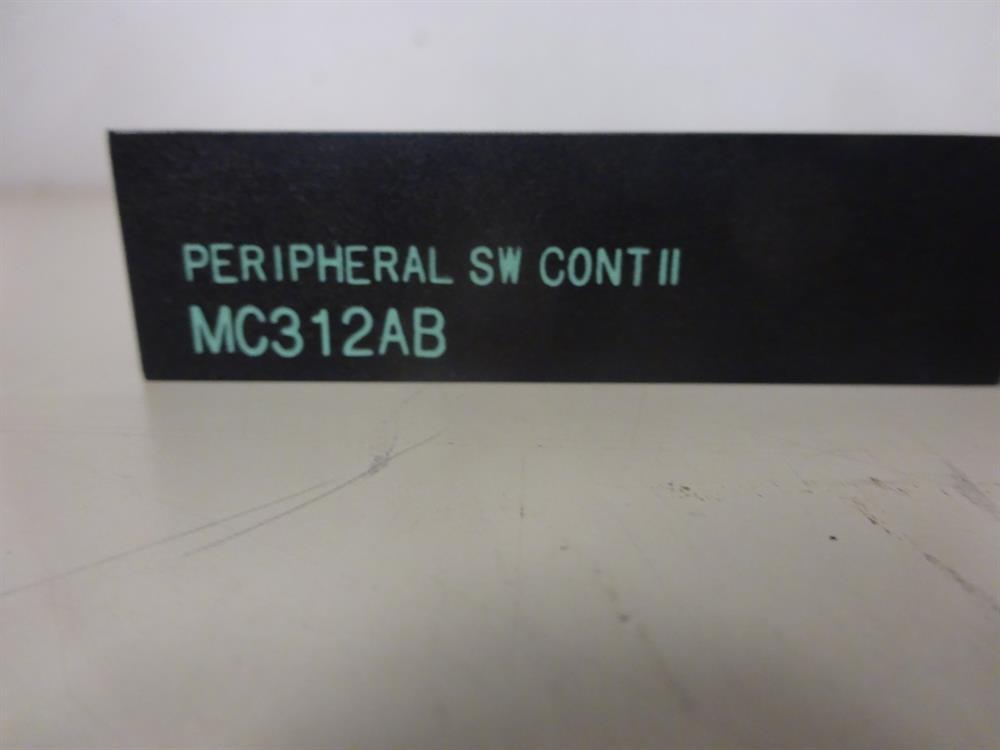 PERIPHERAL SW CONT II
MC312AB